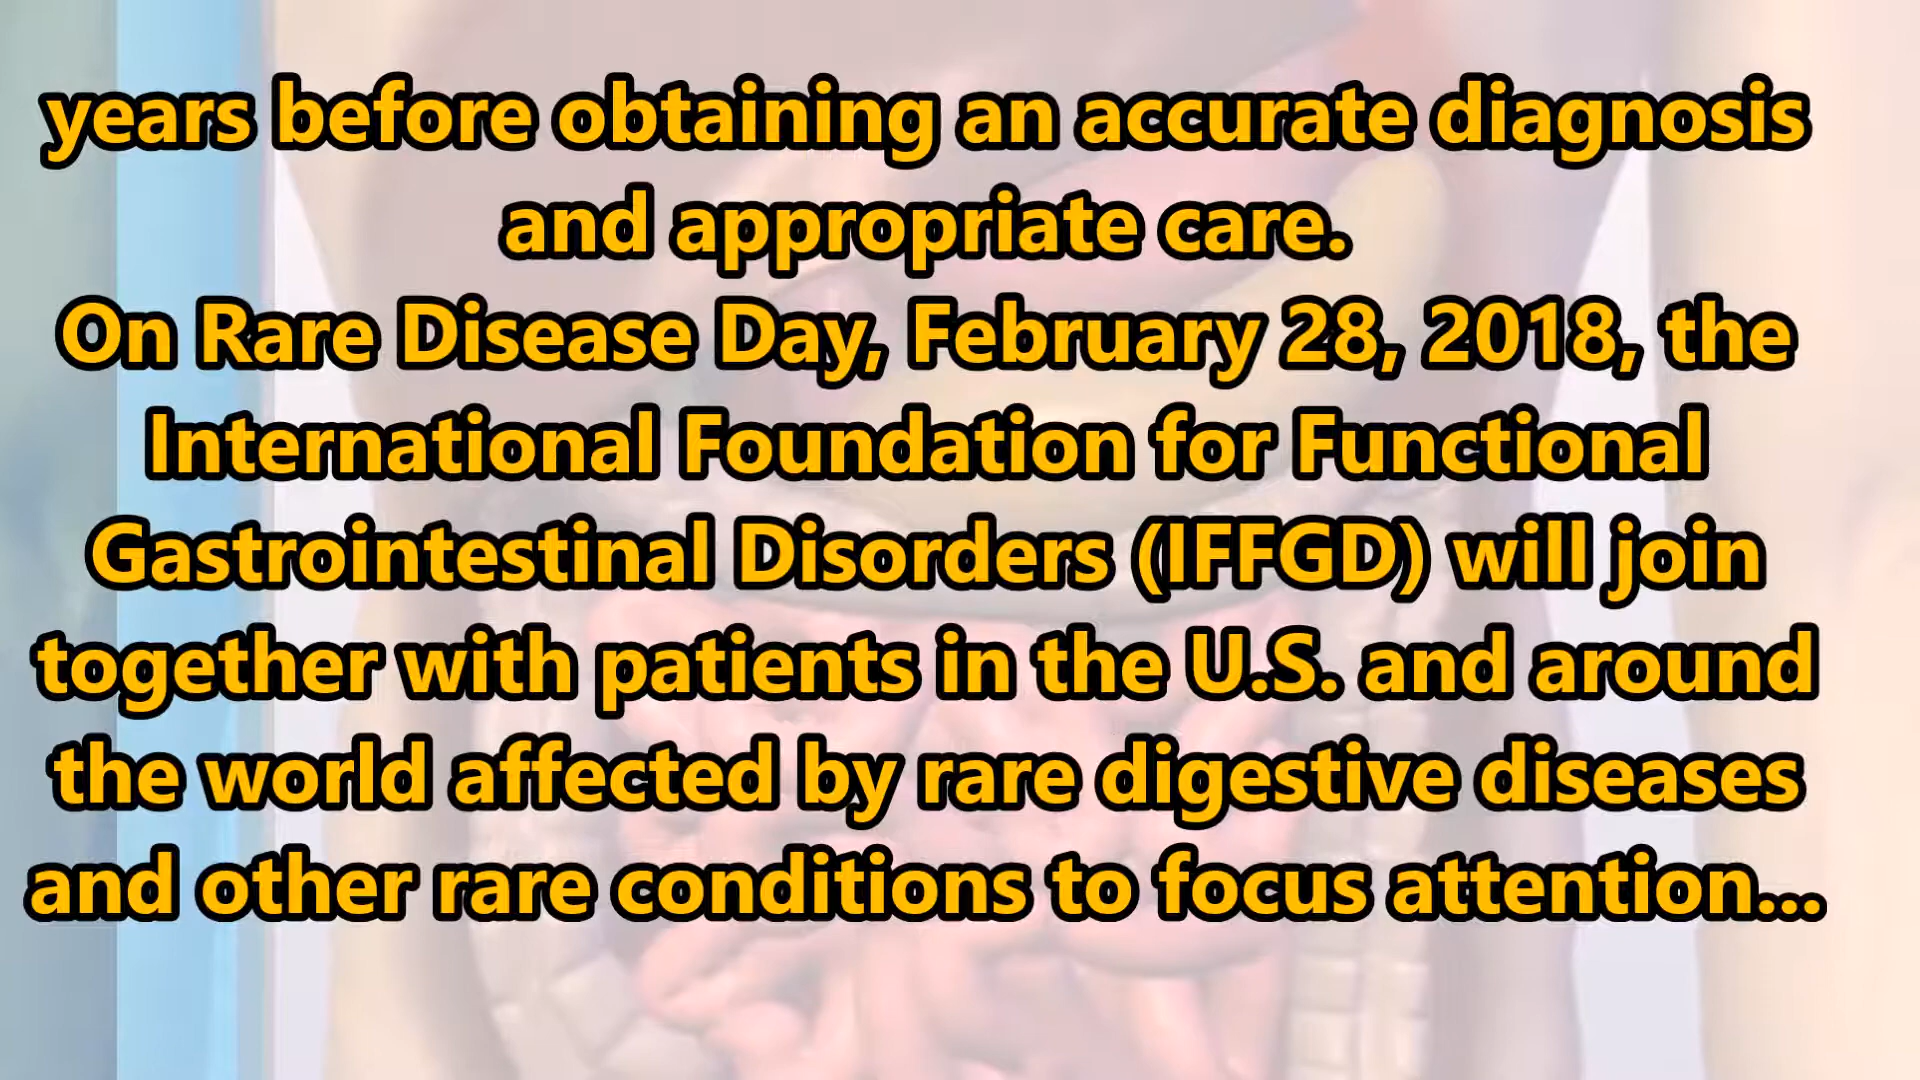 years before obtaining an accurate diagnosis
and appropriate care.
On Rare Disease Day, February 28, 2018, the
International Foundation for Functional
Gastrointestinal Disorders (IFFGD) will join
together with patients in the U.S. and around
the world affected by rare digestive diseases
and other rare conditions to focus attention...